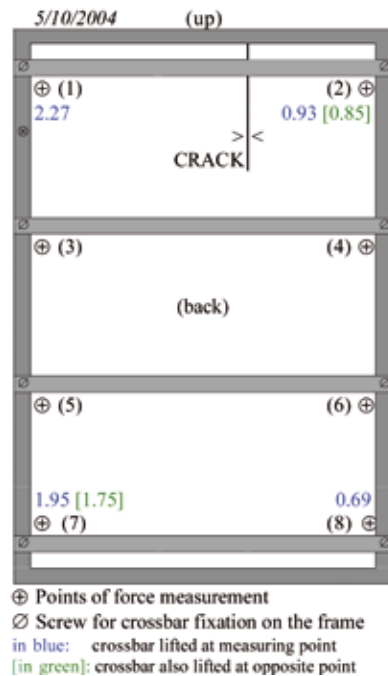 5/10/2004 (up)
⊕ (1) (2) ⊕
2.27 0.93 [0.85]
> <
CRACK
⊕ (3) (4) ⊕
(back)
⊕ (5) (6) ⊕
1.95 [1.75] 0.69
⊕ (7) (8) ⊕
⊕ Points of force measurement
∅ Screw for crossbar fixation on the frame
in blue: crossbar lifted at measuring point
[in green]: crossbar also lifted at opposite point